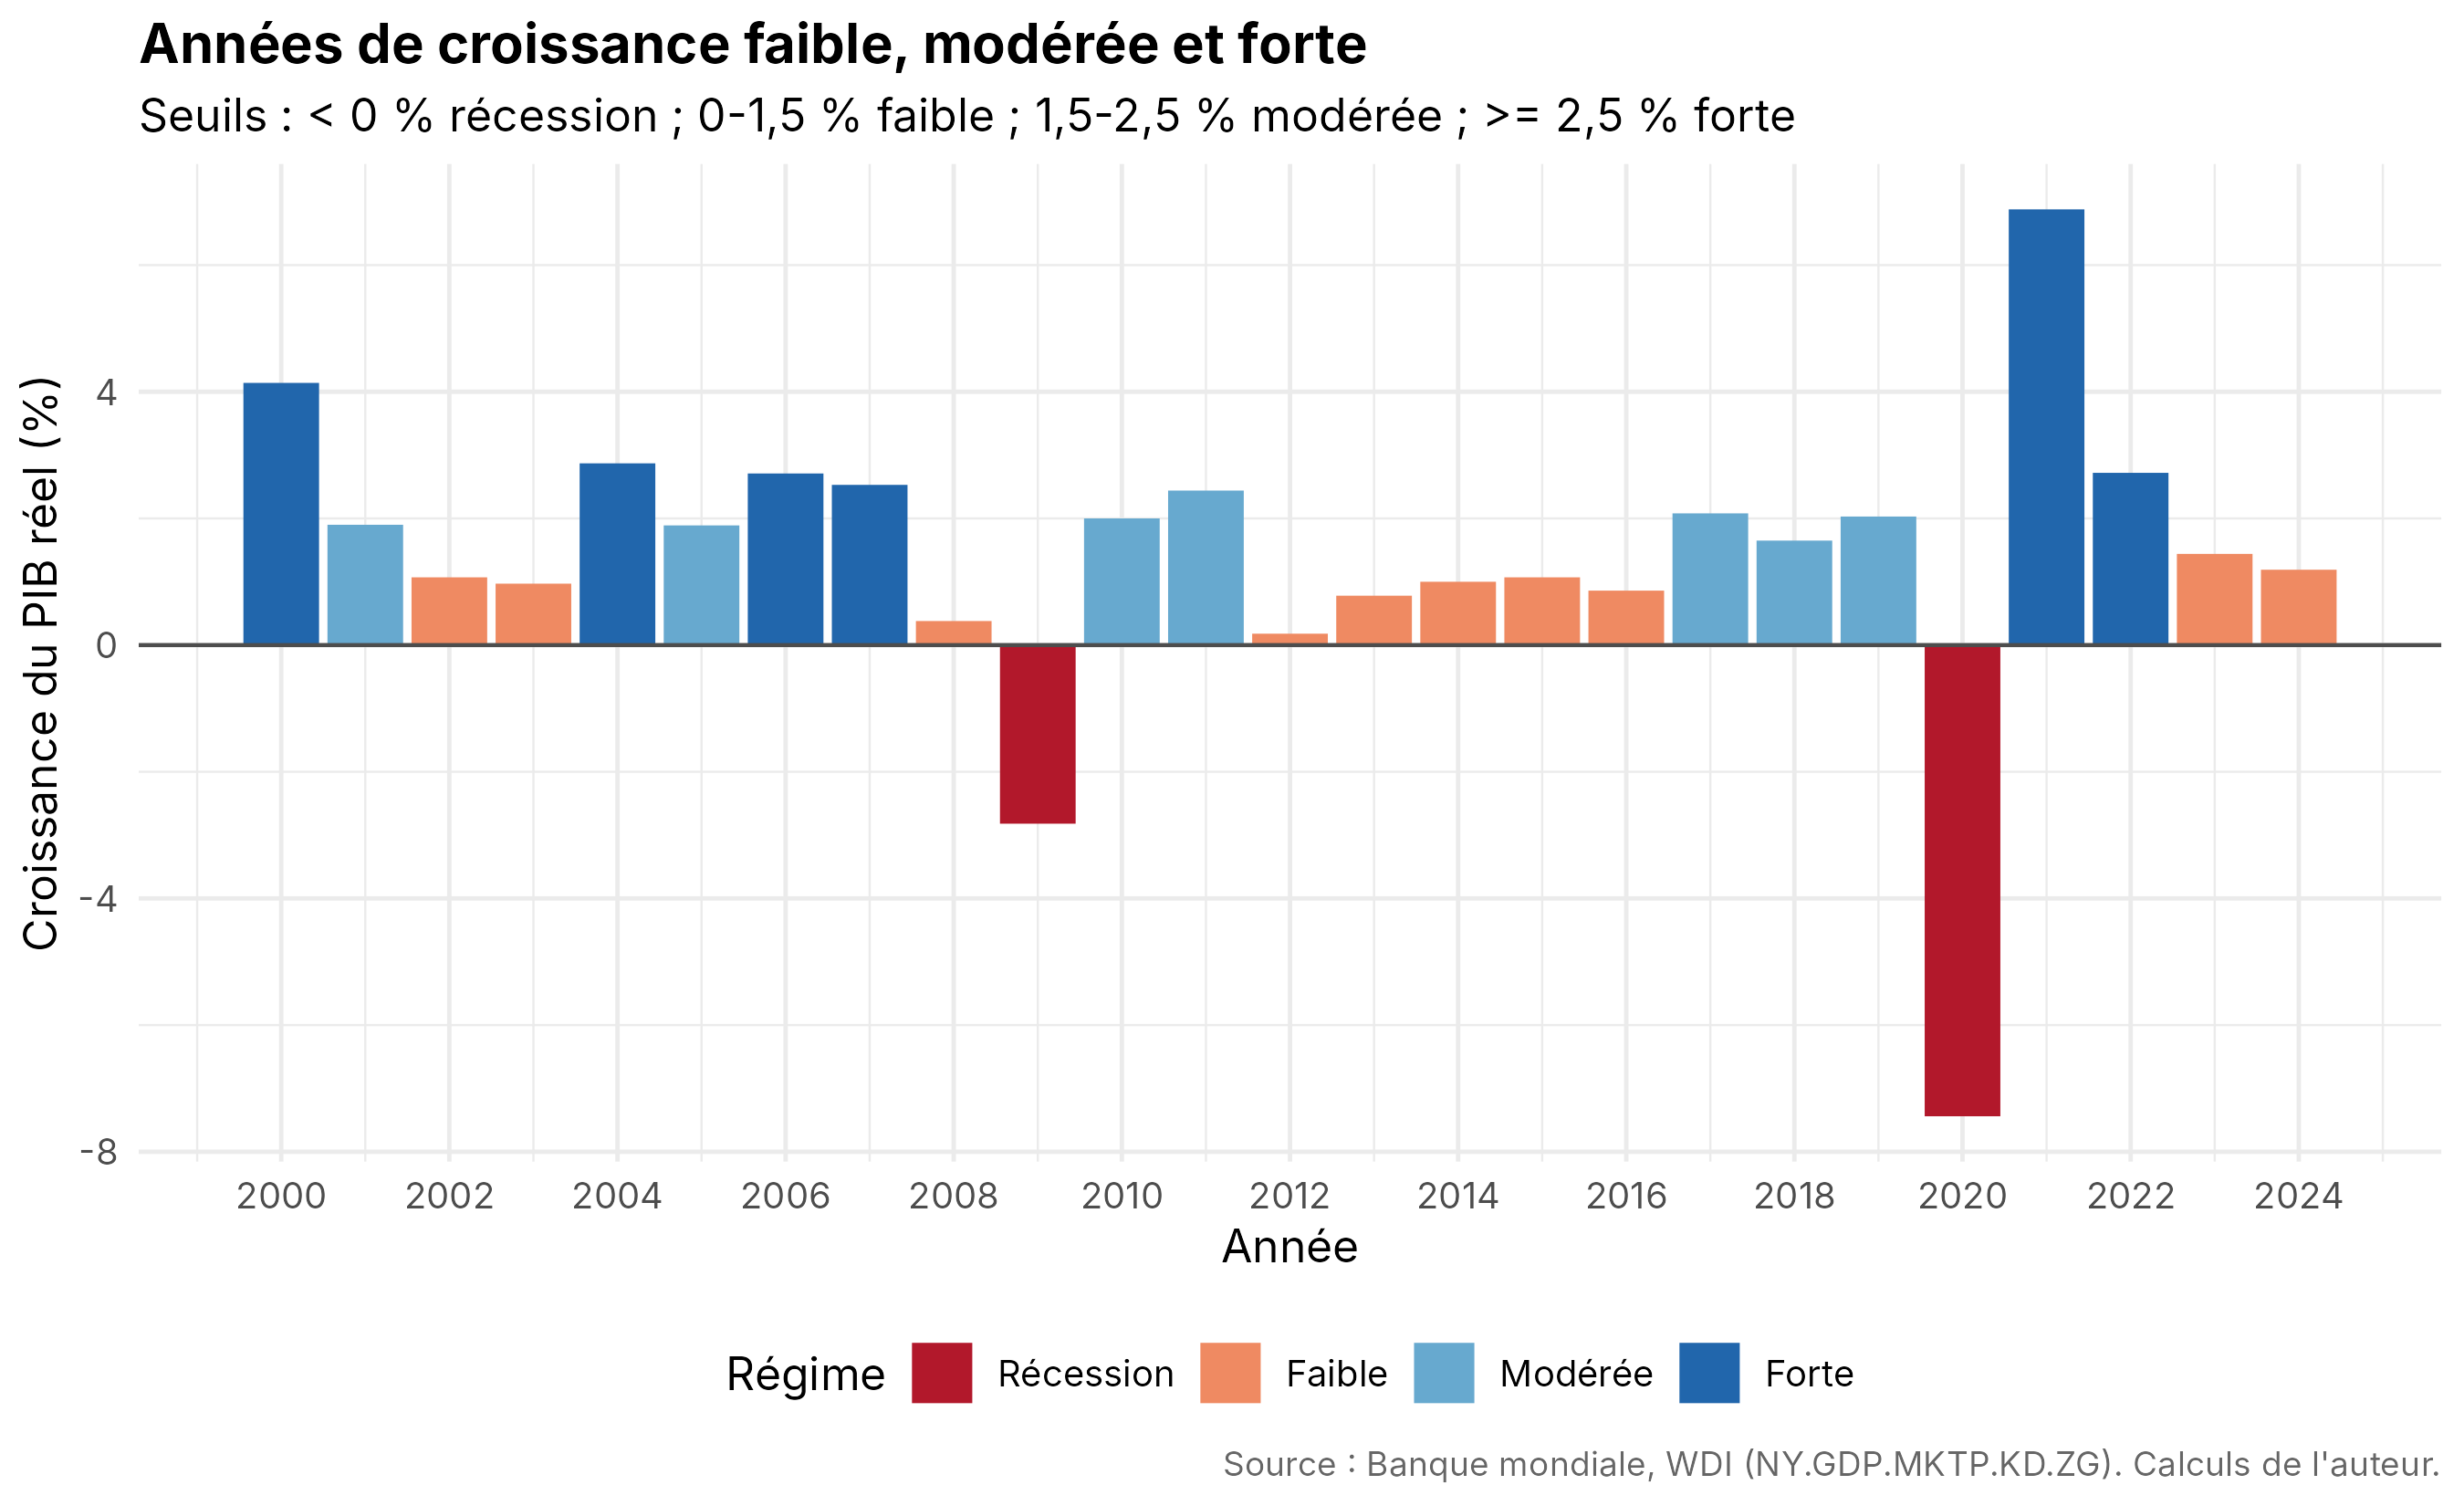 Années de croissance faible, modérée et forte
Seuils : < 0 % récession ; 0-1,5 % faible ; 1,5-2,5 % modérée ; >= 2,5 % forte
Croissance du PIB réel (%)
4
0
-4
-8
2000 2002 2004 2006 2008 2010 2012 2014 2016 2018 2020 2022 2024
Année
Régime Récession Faible Modérée Forte
Source : Banque mondiale, WDI (NY.GDP.MKTP.KD.ZG). Calculs de l'auteur.